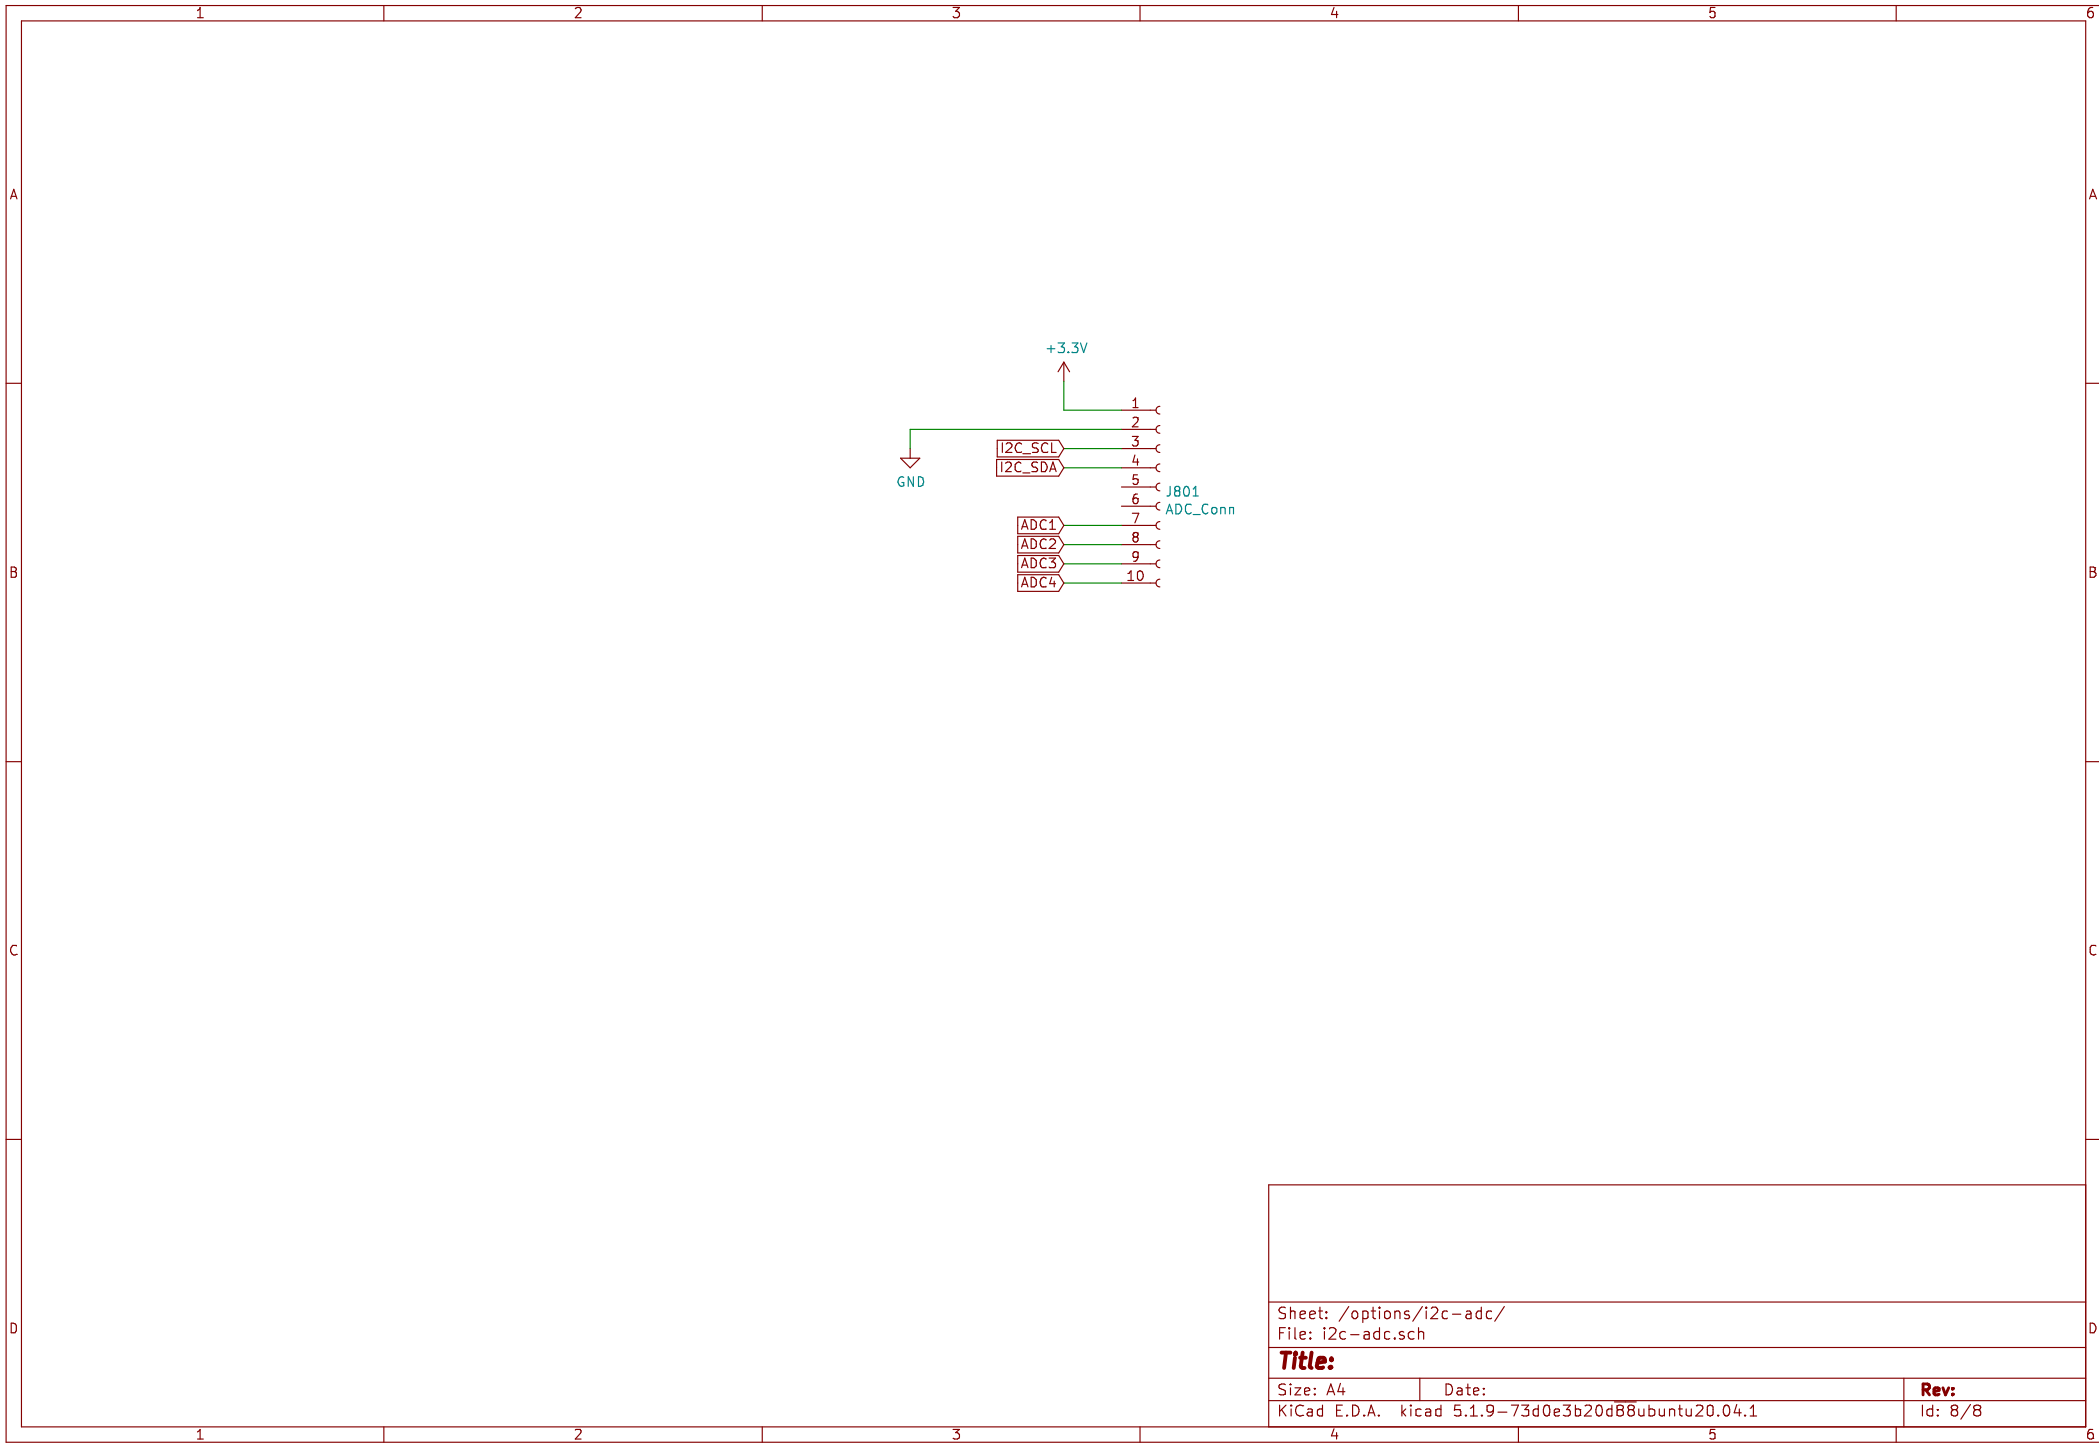 1 2 3 4 5 6
A A
+3.3V
1
2
I2C_SCL 3
I2C_SDA 4
GND
5
J801
6
ADC_Conn
ADC1 7
ADC2 8
ADC3 9
B B
ADC4 10
C C
Sheet: /options/i2c-adc/
D D
File: i2c-adc.sch
Title:
Size: A4 Date: Rev:
KiCad E.D.A. kicad 5.1.9-73d0e3b20d88ubuntu20.04.1 Id: 8/8
1 2 3 4 5 6